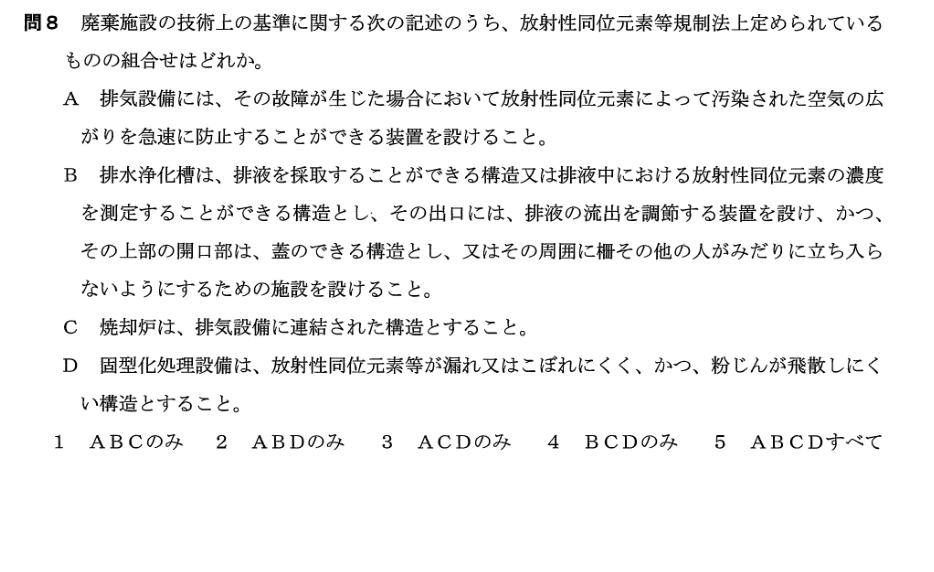 問8　廃棄施設の技術上の基準に関する次の記述のうち、放射性同位元素等規制法上定められている
ものの組合せはどれか。
A　排気設備には、その故障が生じた場合において放射性同位元素によって汚染された空気の広
がりを急速に防止することができる装置を設けること。
B　排水浄化槽は、排液を採取することができる構造又は排液中における放射性同位元素の濃度
を測定することができる構造とし、その出口には、排液の流出を調節する装置を設け、かつ、
その上部の開口部は、蓋のできる構造とし、又はその周囲に柵その他の人がみだりに立ち入ら
ないようにするための施設を設けること。
C　焼却炉は、排気設備に連結された構造とすること。
D　固型化処理設備は、放射性同位元素等が漏れ又はこぼれにくく、かつ、粉じんが飛散しにく
い構造とすること。
1　ABCのみ　2　ABDのみ　3　ACDのみ　4　BCDのみ　5　ABCDすべて